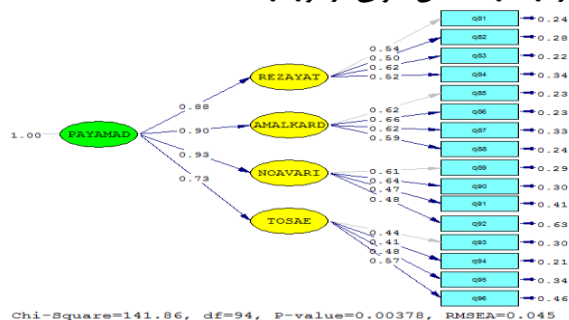 q81 0.24
0.54
q82 0.28
0.50
q83 0.22
0.62
REZAYAT
0.52
q84 0.34
q85 0.23
0.88
0.62
q86 0.23
0.66
AMALKARD
0.62
q87 0.33
0.90
0.59
q88 0.24
1.00 PAYAMAD
0.93
q89 0.29
0.61
NOAVARI
0.64
q90 0.30
0.47
q91 0.41
0.73
0.48
q92 0.63
TOSAE
0.44
q93 0.30
0.41
q94 0.21
0.48
q95 0.34
0.57
q96 0.46
Chi-Square=141.86, df=94, P-value=0.00378, RMSEA=0.045